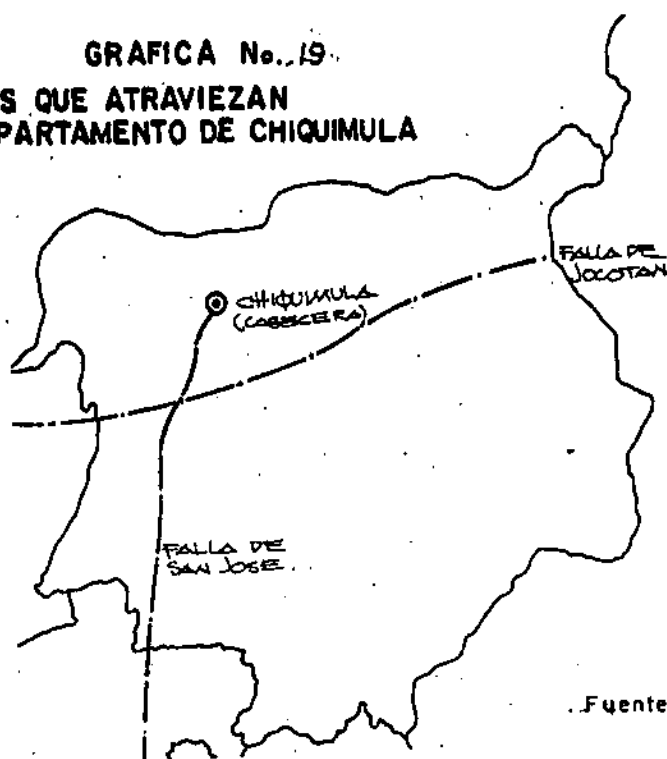 GRAFICA No. 19
S QUE ATRAVIEZAN
PARTAMENTO DE CHIQUIMULA
FALLA DE
JOCOTAN
CHIQUIMULA
(CABECERA)
FALLA DE
SAN JOSE
Fuente